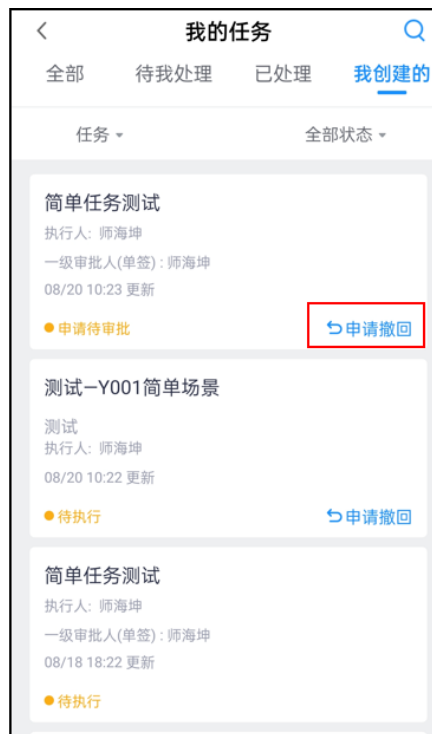 我的任务
全部 待我处理 已处理 我创建的
任务 全部状态
简单任务测试
执行人: 师海坤
一级审批人(单签) : 师海坤
08/20 10:23 更新
申请待审批 申请撤回
测试-Y001简单场景
测试
执行人: 师海坤
08/20 10:22 更新
待执行 申请撤回
简单任务测试
执行人: 师海坤
一级审批人(单签) : 师海坤
08/18 18:22 更新
待执行